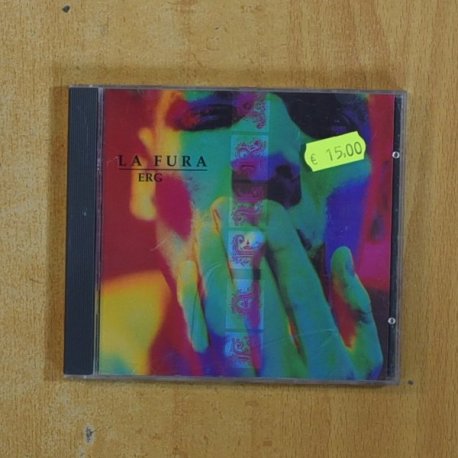 LA FURA
ERG
€ 15,00